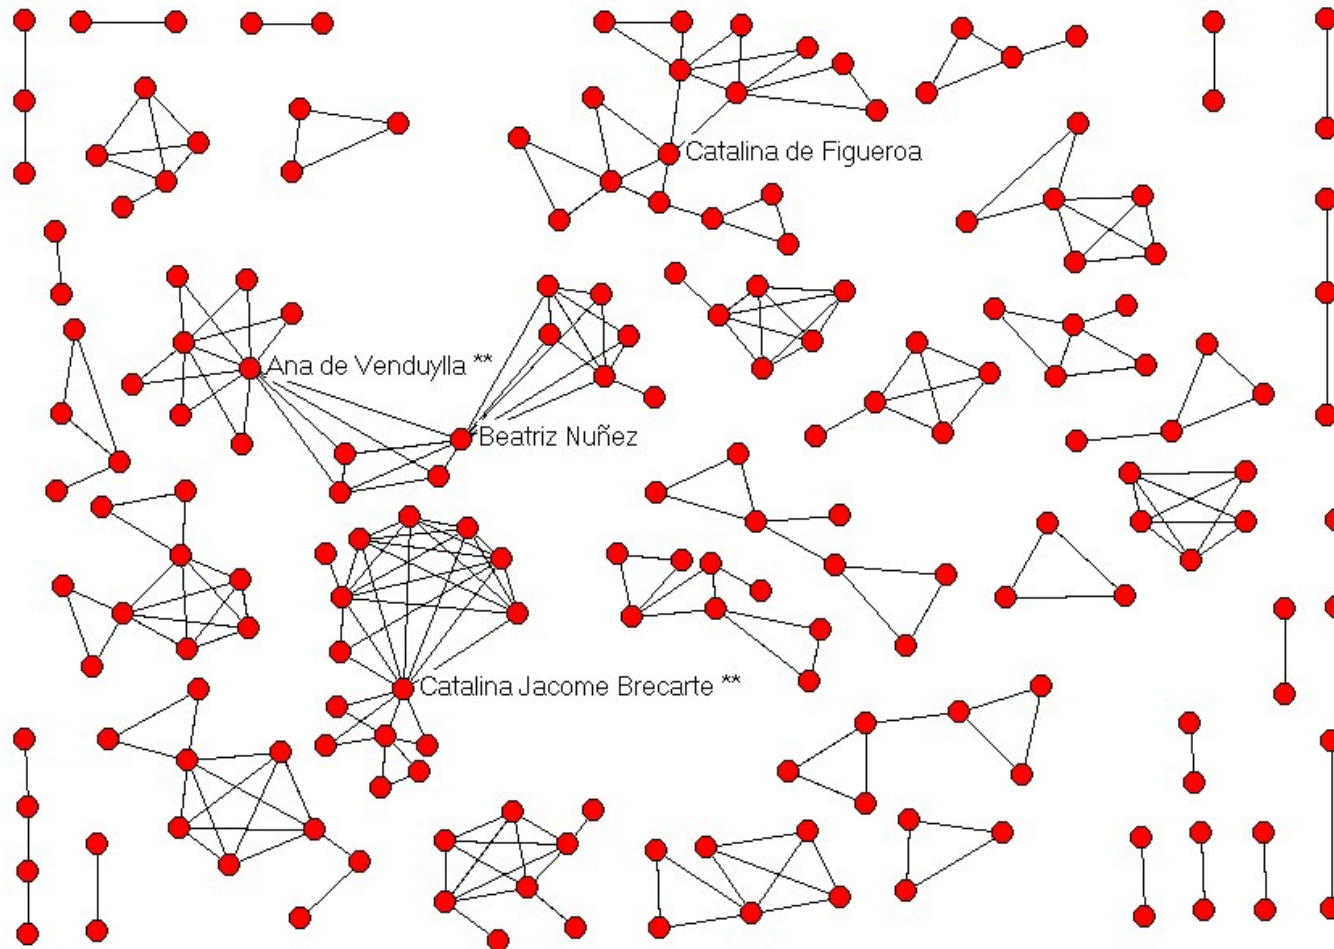 Catalina de Figueroa
Ana de Venduylla **
Beatriz Nuñez
Catalina Jacome Brecarte **